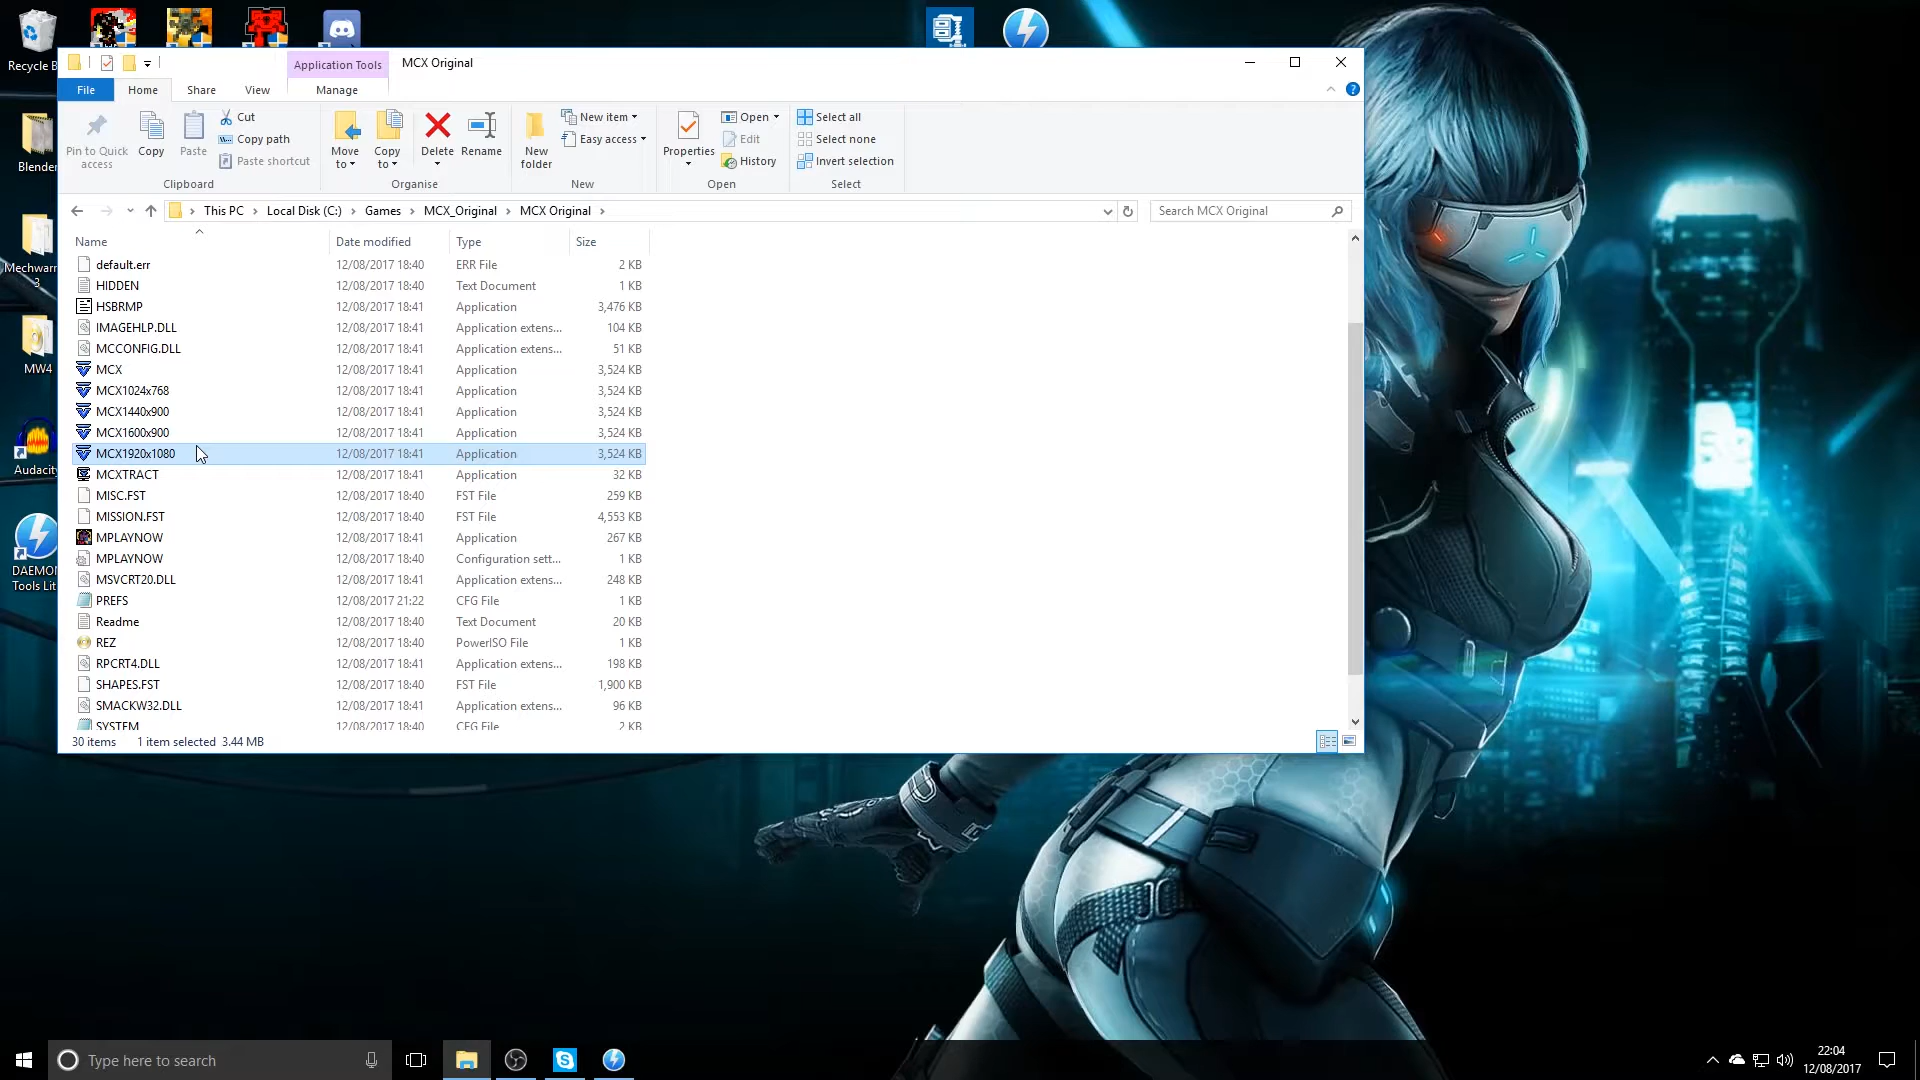 Recycle B
Application Tools
MCX Original
File
Home
Share
View
Manage
Pin to Quick access
Copy
Paste
Cut
Copy path
Paste shortcut
Clipboard
Move to
Copy to
Delete
Rename
Organise
New folder
New item
Easy access
New
Properties
Open
Edit
History
Open
Select all
Select none
Invert selection
Select
This PC > Local Disk (C:) > Games > MCX_Original > MCX Original >
Search MCX Original
Name Date modified Type Size
default.err 12/08/2017 18:40 ERR File 2 KB
HIDDEN 12/08/2017 18:40 Text Document 1 KB
HSBRMP 12/08/2017 18:41 Application 3,476 KB
IMAGEHLP.DLL 12/08/2017 18:41 Application extens... 104 KB
MCCONFIG.DLL 12/08/2017 18:41 Application extens... 51 KB
MCX 12/08/2017 18:41 Application 3,524 KB
MCX1024x768 12/08/2017 18:41 Application 3,524 KB
MCX1440x900 12/08/2017 18:41 Application 3,524 KB
MCX1600x900 12/08/2017 18:41 Application 3,524 KB
MCX1920x1080 12/08/2017 18:41 Application 3,524 KB
MCXTRACT 12/08/2017 18:41 Application 32 KB
MISC.FST 12/08/2017 18:40 FST File 259 KB
MISSION.FST 12/08/2017 18:40 FST File 4,553 KB
MPLAYNOW 12/08/2017 18:41 Application 267 KB
MPLAYNOW 12/08/2017 18:40 Configuration sett... 1 KB
MSVCRT20.DLL 12/08/2017 18:41 Application extens... 248 KB
PREFS 12/08/2017 21:22 CFG File 1 KB
Readme 12/08/2017 18:40 Text Document 20 KB
REZ 12/08/2017 18:40 PowerISO File 1 KB
RPCRT4.DLL 12/08/2017 18:41 Application extens... 198 KB
SHAPES.FST 12/08/2017 18:40 FST File 1,900 KB
SMACKW32.DLL 12/08/2017 18:41 Application extens... 96 KB
SYSTEM 12/08/2017 18:40 CFG File 2 KB
30 items 1 item selected 3.44 MB
Blender
Mechwarr
3
MW4
Audacity
DAEMON
Tools Lit
Type here to search
22:04
12/08/2017